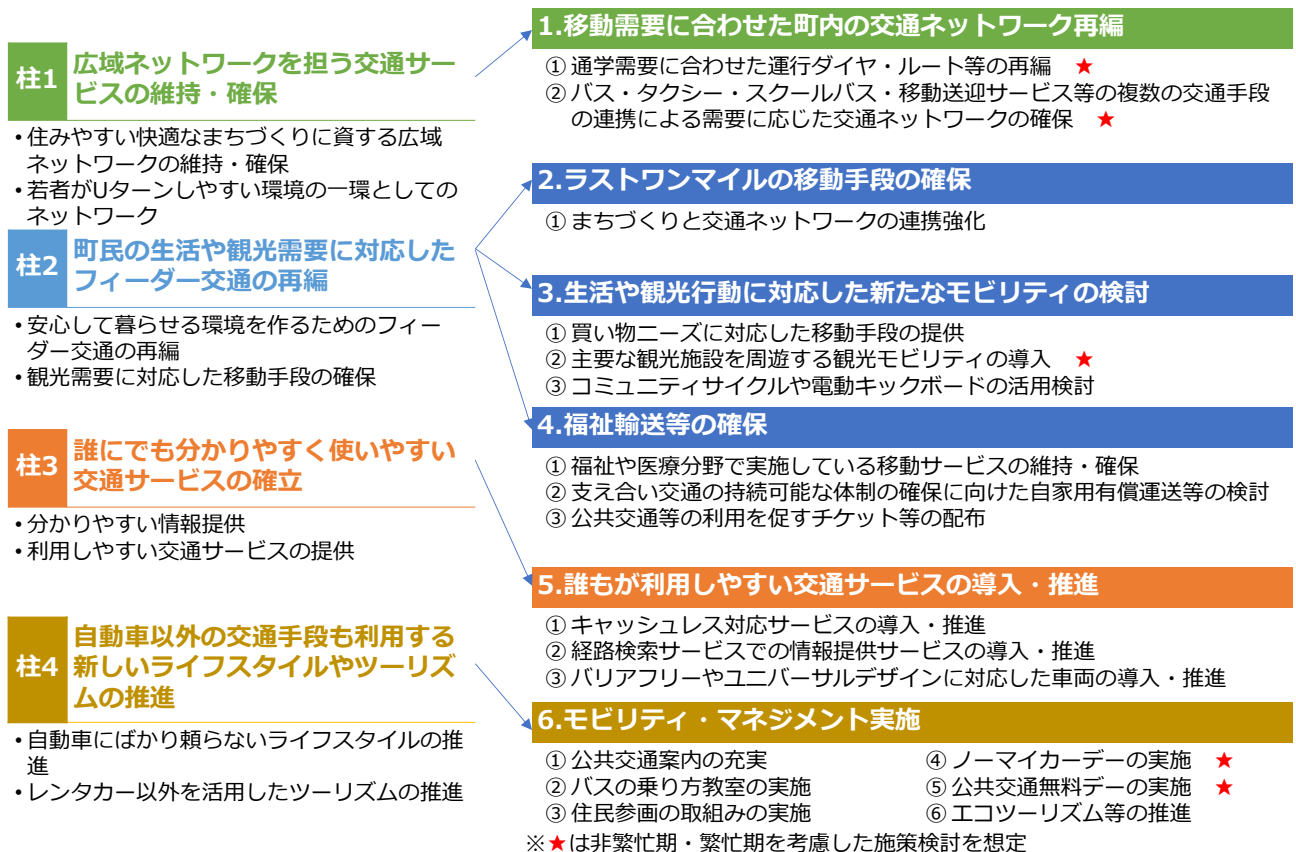 柱1
広域ネットワークを担う交通サー
ビスの維持・確保
•住みやすい快適なまちづくりに資する広域
ネットワークの維持・確保
•若者がUターンしやすい環境の一環としての
ネットワーク
柱2
町民の生活や観光需要に対応した
フィーダー交通の再編
•安心して暮らせる環境を作るためのフィー
ダー交通の再編
•観光需要に対応した移動手段の確保
柱3
誰にでも分かりやすく使いやすい
交通サービスの確立
•分かりやすい情報提供
•利用しやすい交通サービスの提供
柱4
自動車以外の交通手段も利用する
新しいライフスタイルやツーリズ
ムの推進
•自動車にばかり頼らないライフスタイルの推
進
•レンタカー以外を活用したツーリズムの推進
1.移動需要に合わせた町内の交通ネットワーク再編
① 通学需要に合わせた運行ダイヤ・ルート等の再編 ★
② バス・タクシー・スクールバス・移動送迎サービス等の複数の交通手段
の連携による需要に応じた交通ネットワークの確保 ★
2.ラストワンマイルの移動手段の確保
① まちづくりと交通ネットワークの連携強化
3.生活や観光行動に対応した新たなモビリティの検討
① 買い物ニーズに対応した移動手段の提供
② 主要な観光施設を周遊する観光モビリティの導入 ★
③ コミュニティサイクルや電動キックボードの活用検討
4.福祉輸送等の確保
① 福祉や医療分野で実施している移動サービスの維持・確保
② 支え合い交通の持続可能な体制の確保に向けた自家用有償運送等の検討
③ 公共交通等の利用を促すチケット等の配布
5.誰もが利用しやすい交通サービスの導入・推進
① キャッシュレス対応サービスの導入・推進
② 経路検索サービスでの情報提供サービスの導入・推進
③ バリアフリーやユニバーサルデザインに対応した車両の導入・推進
6.モビリティ・マネジメント実施
① 公共交通案内の充実
② バスの乗り方教室の実施
③ 住民参画の取組みの実施
④ ノーマイカーデーの実施 ★
⑤ 公共交通無料デーの実施 ★
⑥ エコツーリズム等の推進
※★は非繁忙期・繁忙期を考慮した施策検討を想定